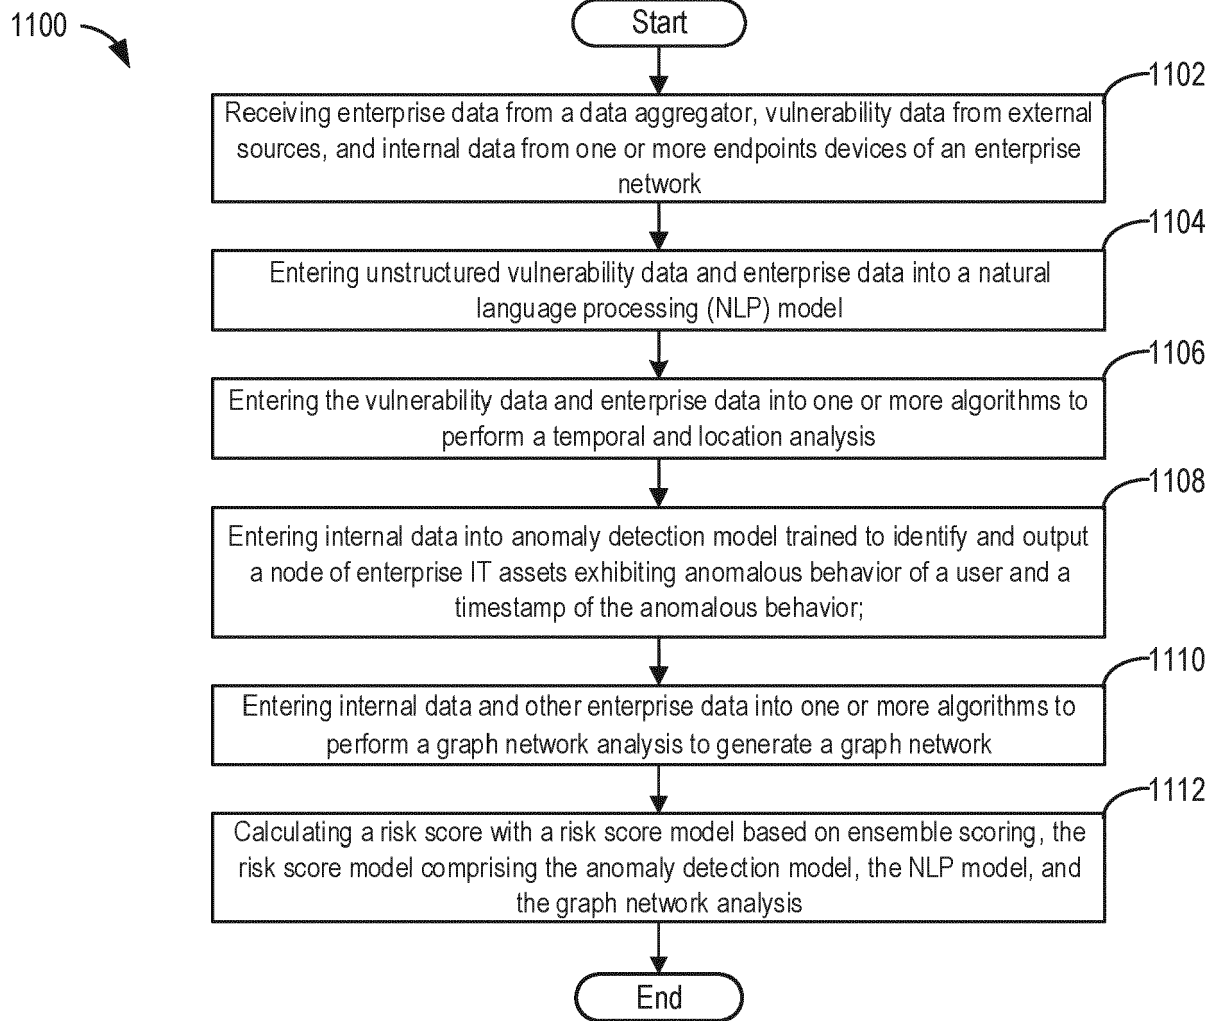 1100
Start
1102
Receiving enterprise data from a data aggregator, vulnerability data from external
sources, and internal data from one or more endpoints devices of an enterprise
network
1104
Entering unstructured vulnerability data and enterprise data into a natural
language processing (NLP) model
1106
Entering the vulnerability data and enterprise data into one or more algorithms to
perform a temporal and location analysis
1108
Entering internal data into anomaly detection model trained to identify and output
a node of enterprise IT assets exhibiting anomalous behavior of a user and a
timestamp of the anomalous behavior;
1110
Entering internal data and other enterprise data into one or more algorithms to
perform a graph network analysis to generate a graph network
1112
Calculating a risk score with a risk score model based on ensemble scoring, the
risk score model comprising the anomaly detection model, the NLP model, and
the graph network analysis
End